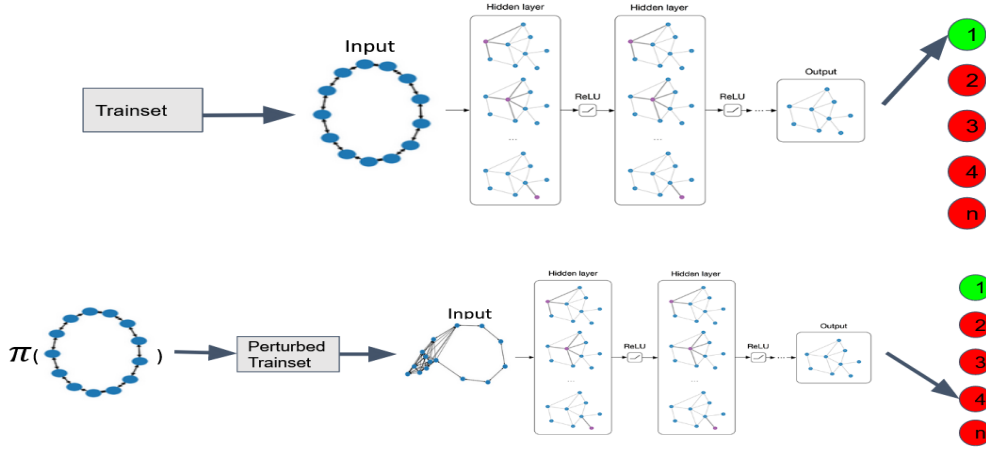 Hidden layer
Hidden layer
Input
Trainset
ReLU
ReLU
Output
...
...
1
2
3
4
n
Hidden layer
Hidden layer
Input
π( )
Perturbed
Trainset
ReLU
ReLU
Output
...
...
1
2
3
4
n